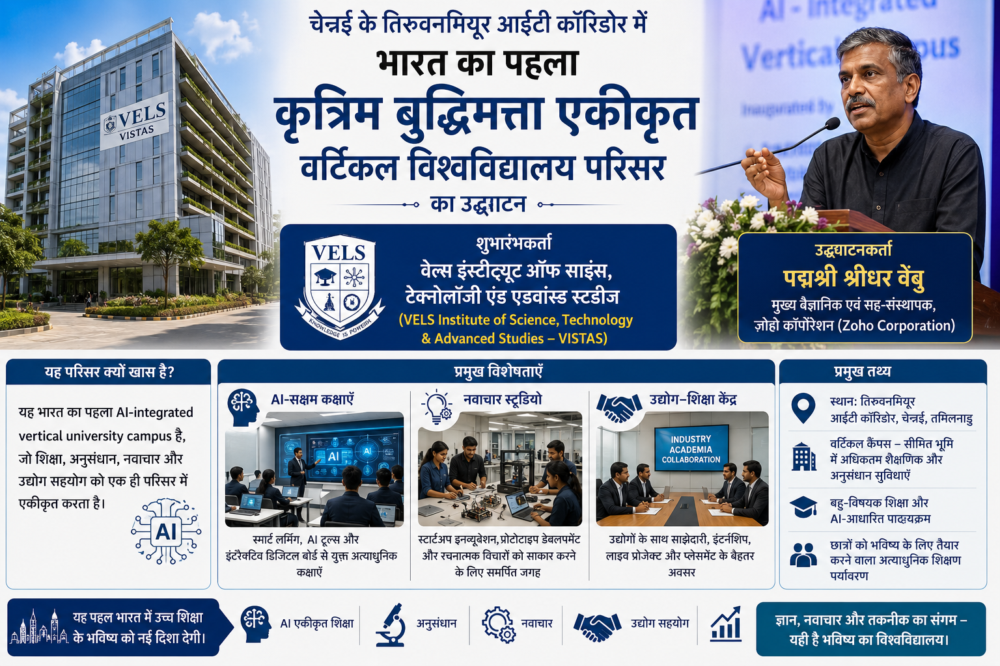 चेन्नई के तिरुवनमियूर आईटी कॉरिडोर में
भारत का पहला
कृत्रिम बुद्धिमत्ता एकीकृत
वर्टिकल विश्वविद्यालय परिसर
का उद्घाटन
VELS
VISTAS
AI - Integrated
Vertical
Inaugurated by
VELS
KNOWLEDGE IS POWER
शुभारंभकर्ता
वेल्स इंस्टीट्यूट ऑफ साइंस,
टेक्नोलॉजी एंड एडवांस्ड स्टडीज
(VELS Institute of Science, Technology
& Advanced Studies – VISTAS)
उद्घाटनकर्ता
पद्मश्री श्रीधर वेंबु
मुख्य वैज्ञानिक एवं सह-संस्थापक,
ज़ोहो कॉर्पोरेशन (Zoho Corporation)
यह परिसर क्यों खास है?
यह भारत का पहला AI-integrated
vertical university campus है,
जो शिक्षा, अनुसंधान, नवाचार और
उद्योग सहयोग को एक ही परिसर में
एकीकृत करता है।
AI
प्रमुख विशेषताएँ
AI-सक्षम कक्षाएँ
AI
AI
स्मार्ट लर्मिंग, AI टूल्स और
इंटरैक्टिव डिजिटल बोर्ड से युक्त अत्याधुनिक
कक्षाएँ
नवाचार स्टूडियो
स्टार्टअप इनक्यूबेशन, प्रोटोटाइप डेबलपमेंट
और रचनात्मक विचारों को साकार करने
के लिए समर्पित जगह
उद्योग–शिक्षा केंद्र
INDUSTRY
ACADEMIA
COLLABORATION
उद्योगों के साथ साझेदारी, इंटर्नशिप,
लाइव प्रोजेक्ट और प्लेसमेंट के बेहतर
अवसर
प्रमुख तथ्य
स्थान: तिरुवनमियूर
आईटी कॉरिडोर, चेन्नई, तमिलनाडु
वर्टिकल कैंपस – सीमित भूमि
में अधिकतम शैक्षणिक और
अनुसंधान सुविधाएँ
बहु-विषयक शिक्षा और
AI-आधारित पाठ्यक्रम
छात्रों को भविष्य के लिए तैयार
करने वाला अत्याधुनिक शिक्षण
पर्यावरण
यह पहल भारत में उच्च शिक्षा
के भविष्य को नई दिशा देगी।
AI एकीकृत शिक्षा
अनुसंधान
नवाचार
उद्योग सहयोग
ज्ञान, नवाचार और तकनीक का संगम –
यही है भविष्य का विश्वविद्यालय।